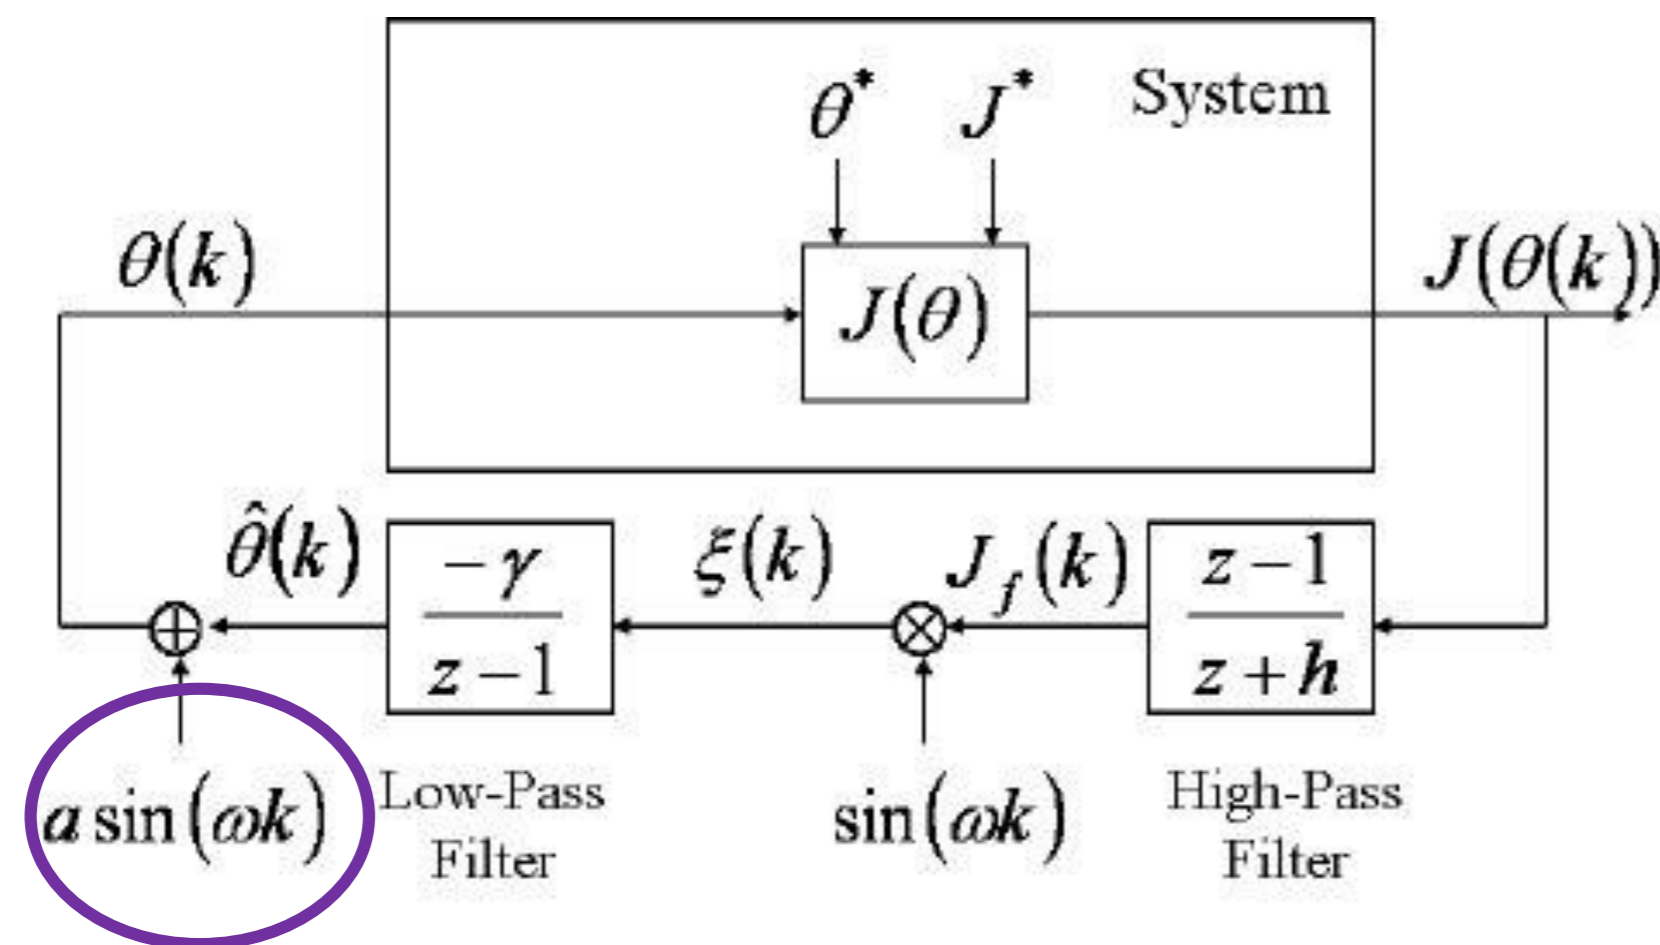 System
θ* J*
θ(k)
J(θ)
J(θ(k))
θ̂(k)
-γ
z-1
ξ(k)
J_f(k)
z-1
z+h
a sin(ωk)
Low-Pass
Filter
sin(ωk)
High-Pass
Filter